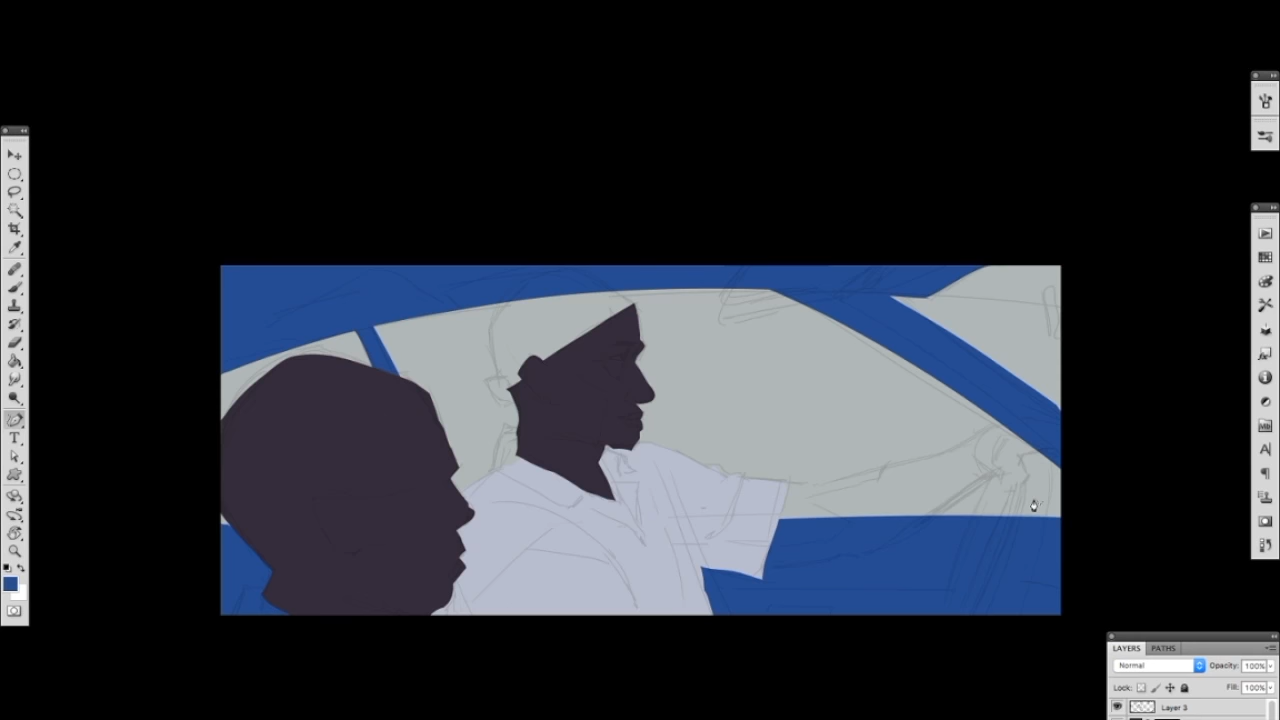 LAYERS PATHS
Normal Opacity: 100%
Lock: Fill: 100%
Layer 3